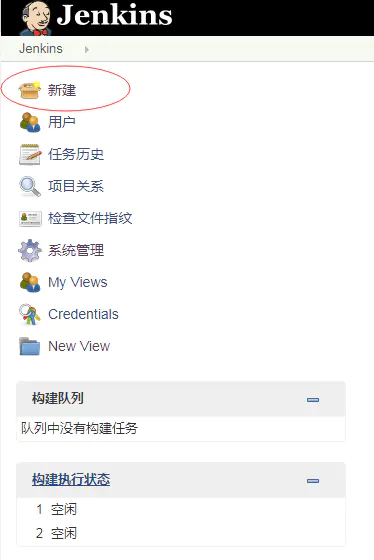 Jenkins
Jenkins
新建
用户
任务历史
项目关系
检查文件指纹
系统管理
My Views
Credentials
New View
构建队列
队列中没有构建任务
构建执行状态
1 空闲
2 空闲